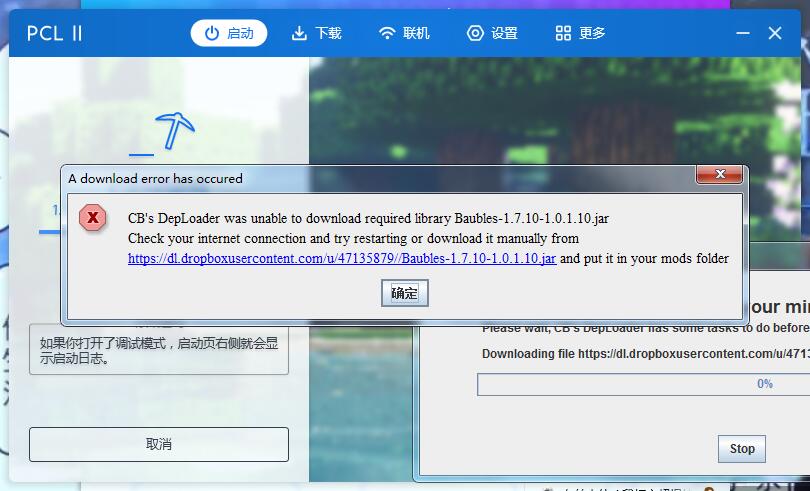 PCL II
启动
下载
联机
设置
更多
A download error has occured
CB's DepLoader was unable to download required library Baubles-1.7.10-1.0.1.10.jar
Check your internet connection and try restarting or download it manually from
https://dl.dropboxusercontent.com/u/47135879//Baubles-1.7.10-1.0.1.10.jar and put it in your mods folder
确定
our min
Please wait, CB's DepLoader has some tasks to do before
如果你打开了调试模式，启动页右侧就会显
示启动日志。
Downloading file https://dl.dropboxusercontent.com/u/4713
0%
取消
Stop